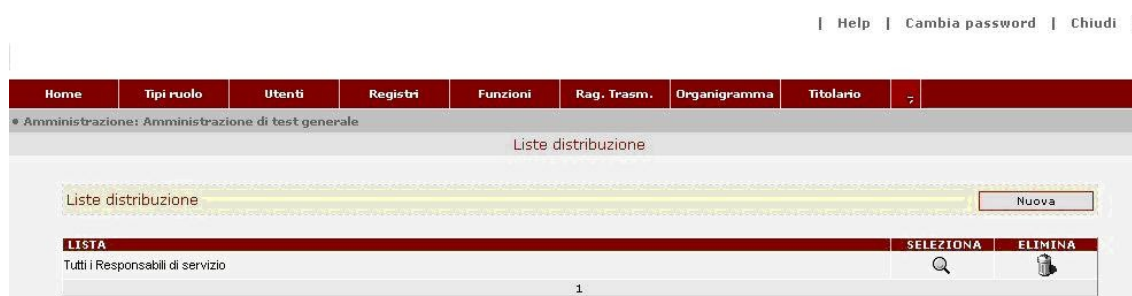 | Help | Cambia password | Chiudi
Home Tipi ruolo Utenti Registri Funzioni Rag. Trasm. Organigramma Titolario
• Amministrazione: Amministrazione di test generale
Liste distribuzione
Liste distribuzione Nuova
LISTA SELEZIONA ELIMINA
Tutti i Responsabili di servizio
1